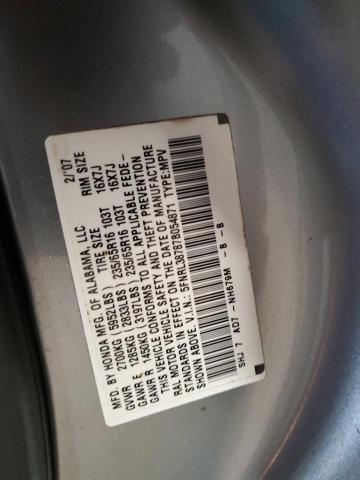 MFD. BY HONDA MFG. OF ALABAMA, LLC 2/'07
GVWR 2700KG (5952LBS) TIRE SIZE RIM SIZE
GAWR F. 1285KG (2833LBS) 235/65R16 103T 16X7J
GAWR R 1450KG (3197LBS) 235/65R16 103T 16X7J
THIS VEHICLE CONFORMS TO ALL APPLICABLE FEDE-
RAL MOTOR VEHICLE SAFETY AND THEFT PREVENTION
STANDARDS IN EFFECT ON THE DATE OF MANUFACTURE
SHOWN ABOVE. V.I.N.: 5FNRL38787B054871 TYPE:MPV
SHJ 7 AD7 - NH679M - B - B